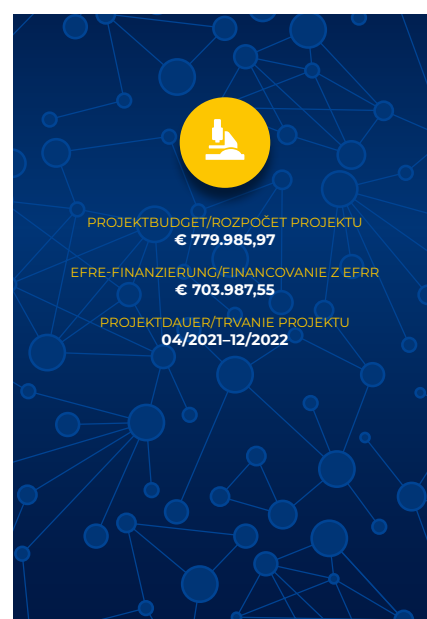 PROJEKTBUDGET/ROZPOČET PROJEKTU
€ 779.985,97
EFRE-FINANZIERUNG/FINANCOVANIE Z EFRR
€ 703.987,55
PROJEKTDAUER/TRVANIE PROJEKTU
04/2021–12/2022